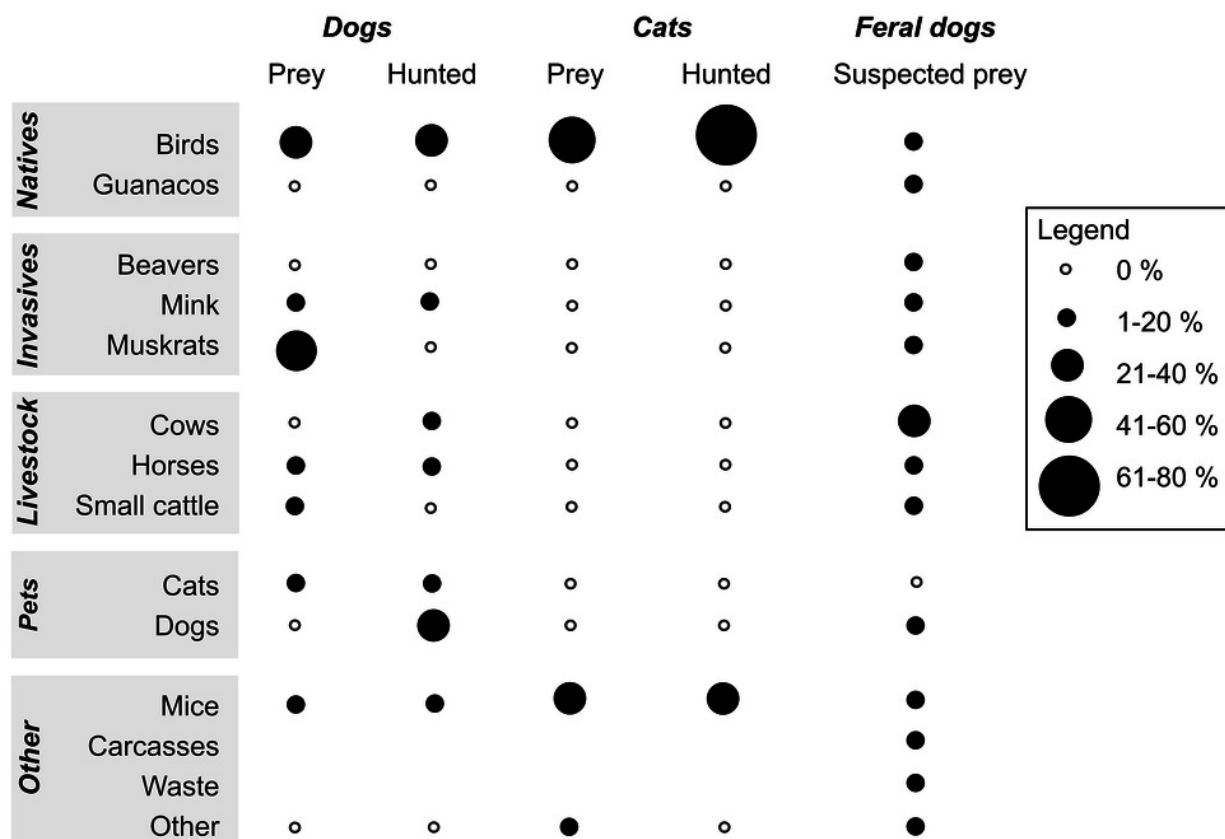 Dogs Cats Feral dogs
Prey Hunted Prey Hunted Suspected prey
Natives
Birds
Guanacos
Invasives
Beavers
Mink
Muskrats
Livestock
Cows
Horses
Small cattle
Pets
Cats
Dogs
Other
Mice
Carcasses
Waste
Other
Legend
0 %
1-20 %
21-40 %
41-60 %
61-80 %